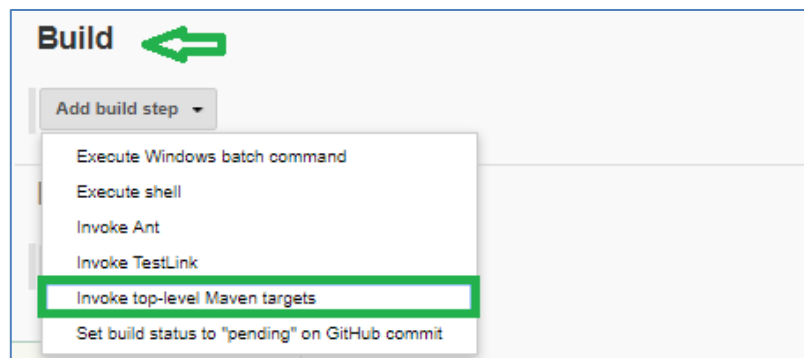 Build
Add build step
Execute Windows batch command
Execute shell
Invoke Ant
Invoke TestLink
Invoke top-level Maven targets
Set build status to "pending" on GitHub commit